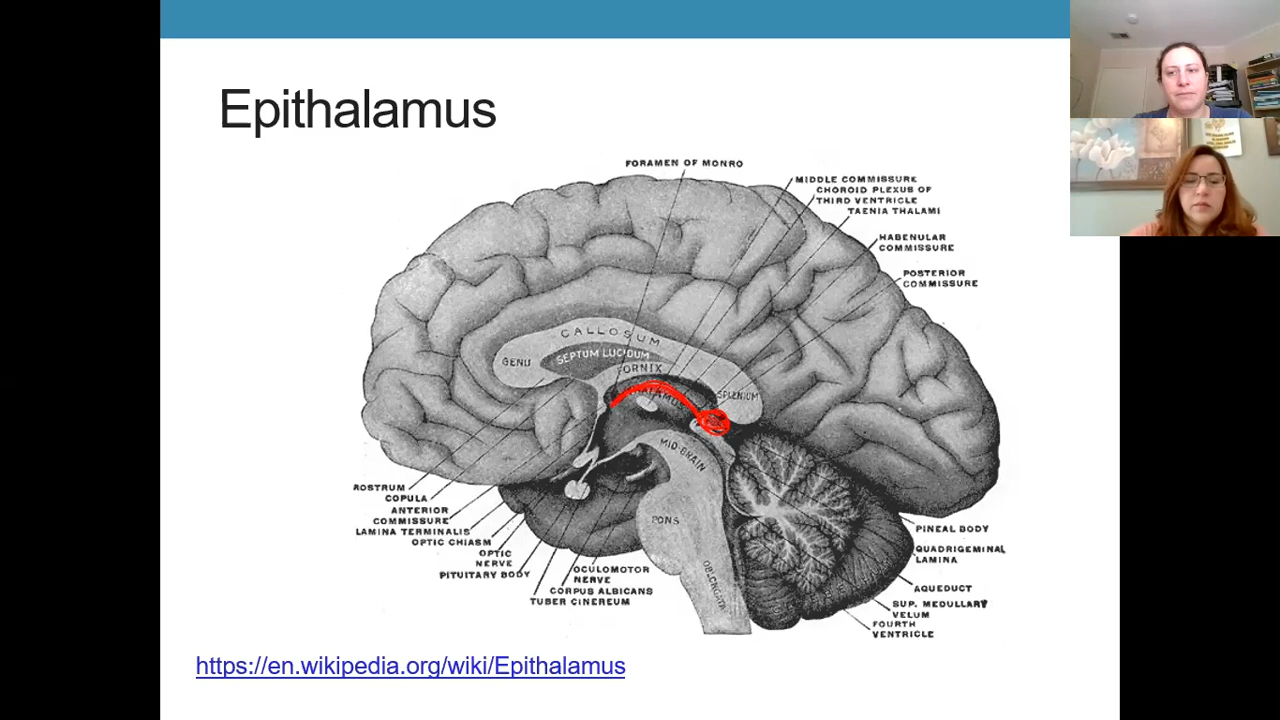 Epithalamus
FORAMEN OF MONRO
MIDDLE COMMISSURE
CHOROID PLEXUS OF
THIRD VENTRICLE
TAENIA THALAMI
HABENULAR
COMMISSURE
POSTERIOR
COMMISSURE
CALLOSUM
GENU
SEPTUM LUCIDUM
FORNIX
THALAMUS
SPLENIUM
MID-BRAIN
PONS
OBLONGATA
ROSTRUM
COPULA
ANTERIOR
COMMISSURE
LAMINA TERMINALIS
OPTIC CHIASM
OPTIC
NERVE
PITUITARY BODY
OCULOMOTOR
NERVE
CORPUS ALBICANS
TUBER CINEREUM
PINEAL BODY
QUADRIGEMINAL
LAMINA
AQUEDUCT
SUP. MEDULLARY
VELUM
FOURTH
VENTRICLE
https://en.wikipedia.org/wiki/Epithalamus